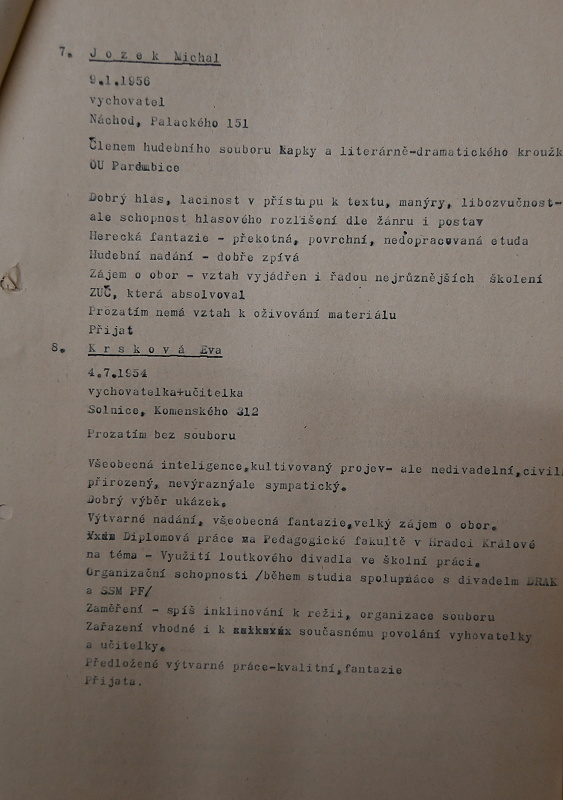 7. J o z e k  Michal
9.1.1956
vychovatel
Náchod, Palackého 151
Členem hudebního souboru Kapky a literárně-dramatického kroužk
OU Pardubice
Dobrý hlas, lacinost v přístupu k textu, manýry, libozvučnost-
ale schopnost hlasového rozlišení dle žánru i postav
Herecká fantazie - překotná, povrchní, nedopracovaná etuda
Hudební nadání - dobře zpívá
Zájem o obor - vztah vyjádřen i řadou nejrůznějších školení
ZUČ, která absolvoval
Prozatím nemá vztah k oživování materiálu
Přijat
8. K r s k o v á  Eva
4.7.1954
vychovatelka+učitelka
Solnice, Komenského 312
Prozatím bez souboru
Všeobecná inteligence,kultivovaný projev- ale nedivadelní,civil
přirozený, nevýraznýale sympatický.
Dobrý výběr ukázek.
Výtvarné nadání, všeobecná fantazie,velký zájem o obor.
Diplomová práce na Pedagogické fakultě v Hradci Králové
na téma - Využití loutkového divadla ve školní práci.
Organizační schopnosti /během studia spolupnáce s divadlm DRAK
a SSM PF/
Zaměření - spíš inklinování k režii, organizace souboru
Zařazení vhodné i k současnému povolání vyhovatelky
a učitelky.
Předložené výtvarné práce-kvalitní,fantazie
Přijata.